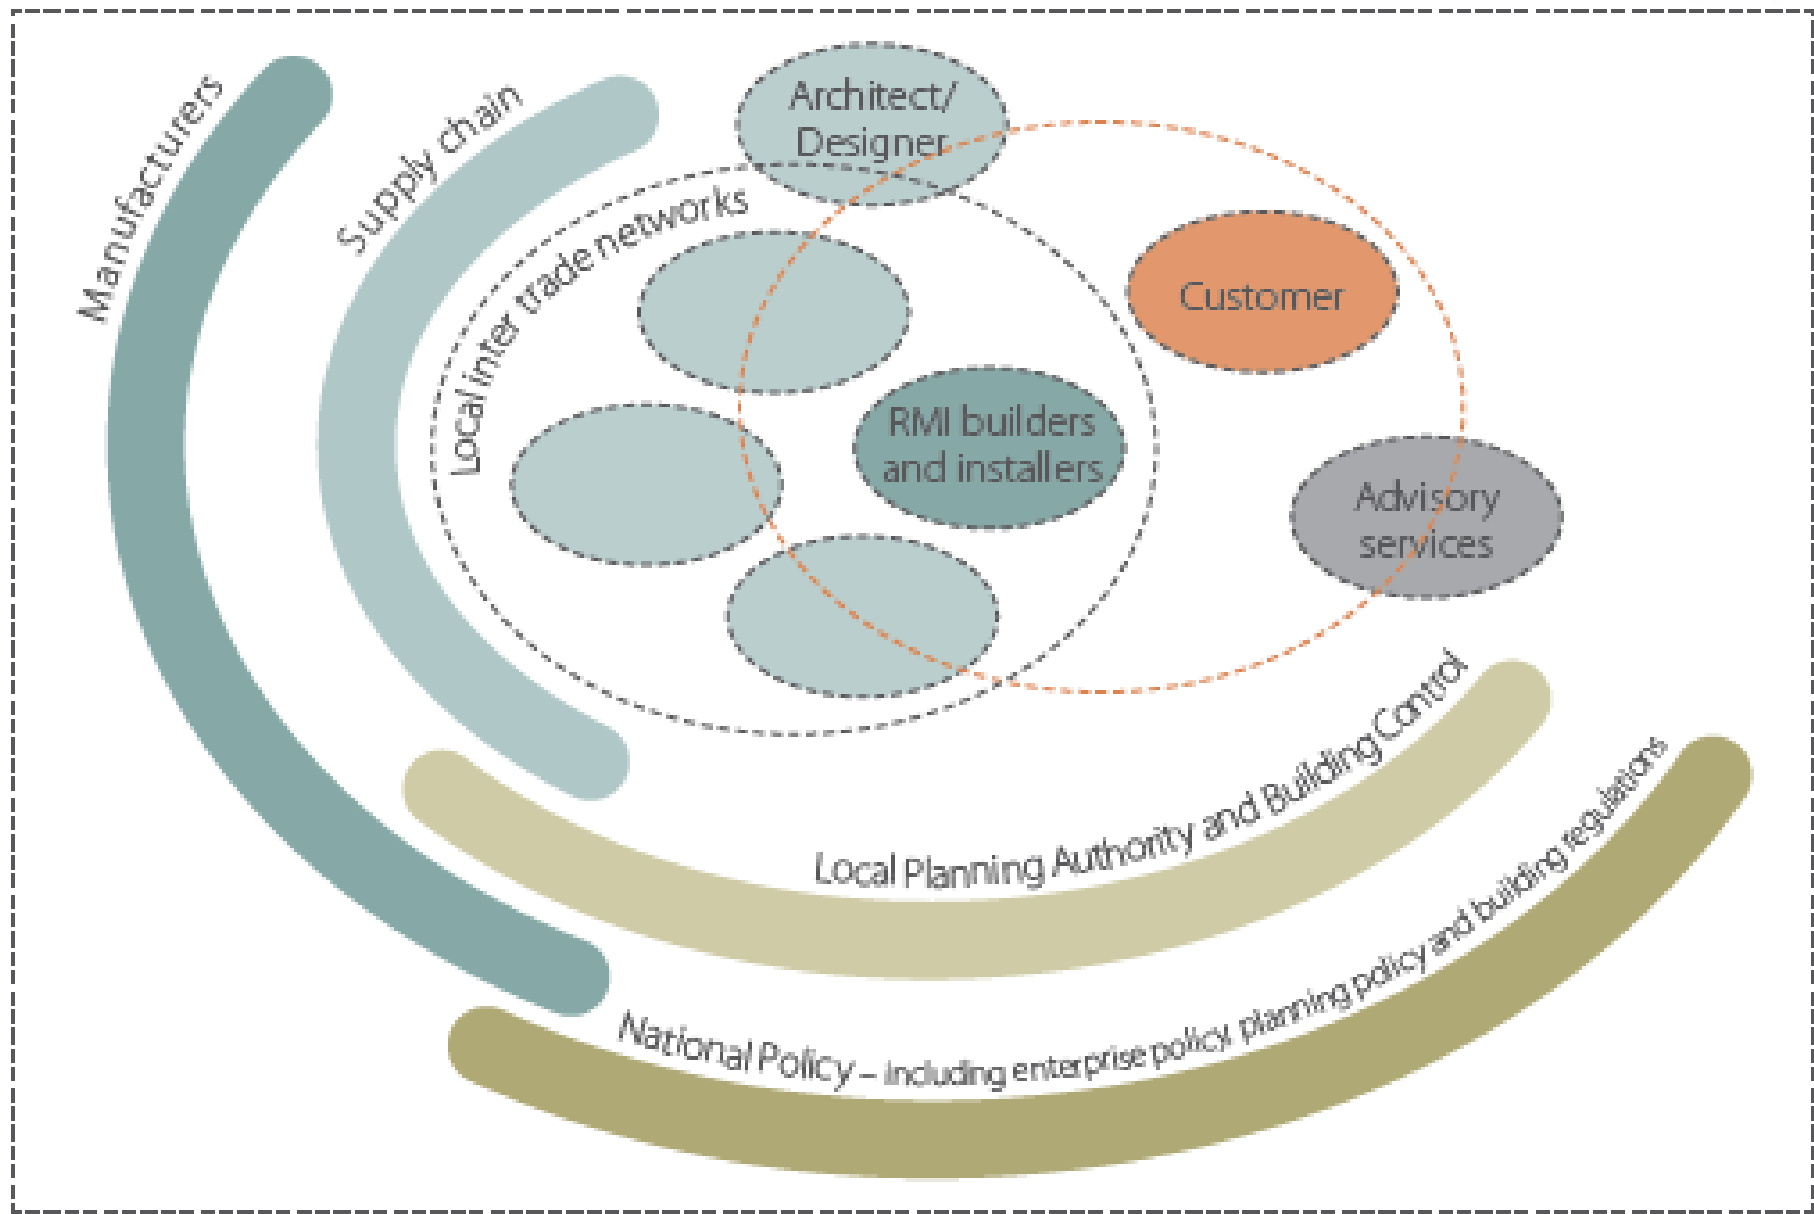 Manufacturers
Supply chain
Local inter trade networks
Architect/
Designer
Customer
RMI builders
and installers
Advisory
services
Local Planning Authority and Building Control
National Policy – including enterprise policy, planning policy and building regulations